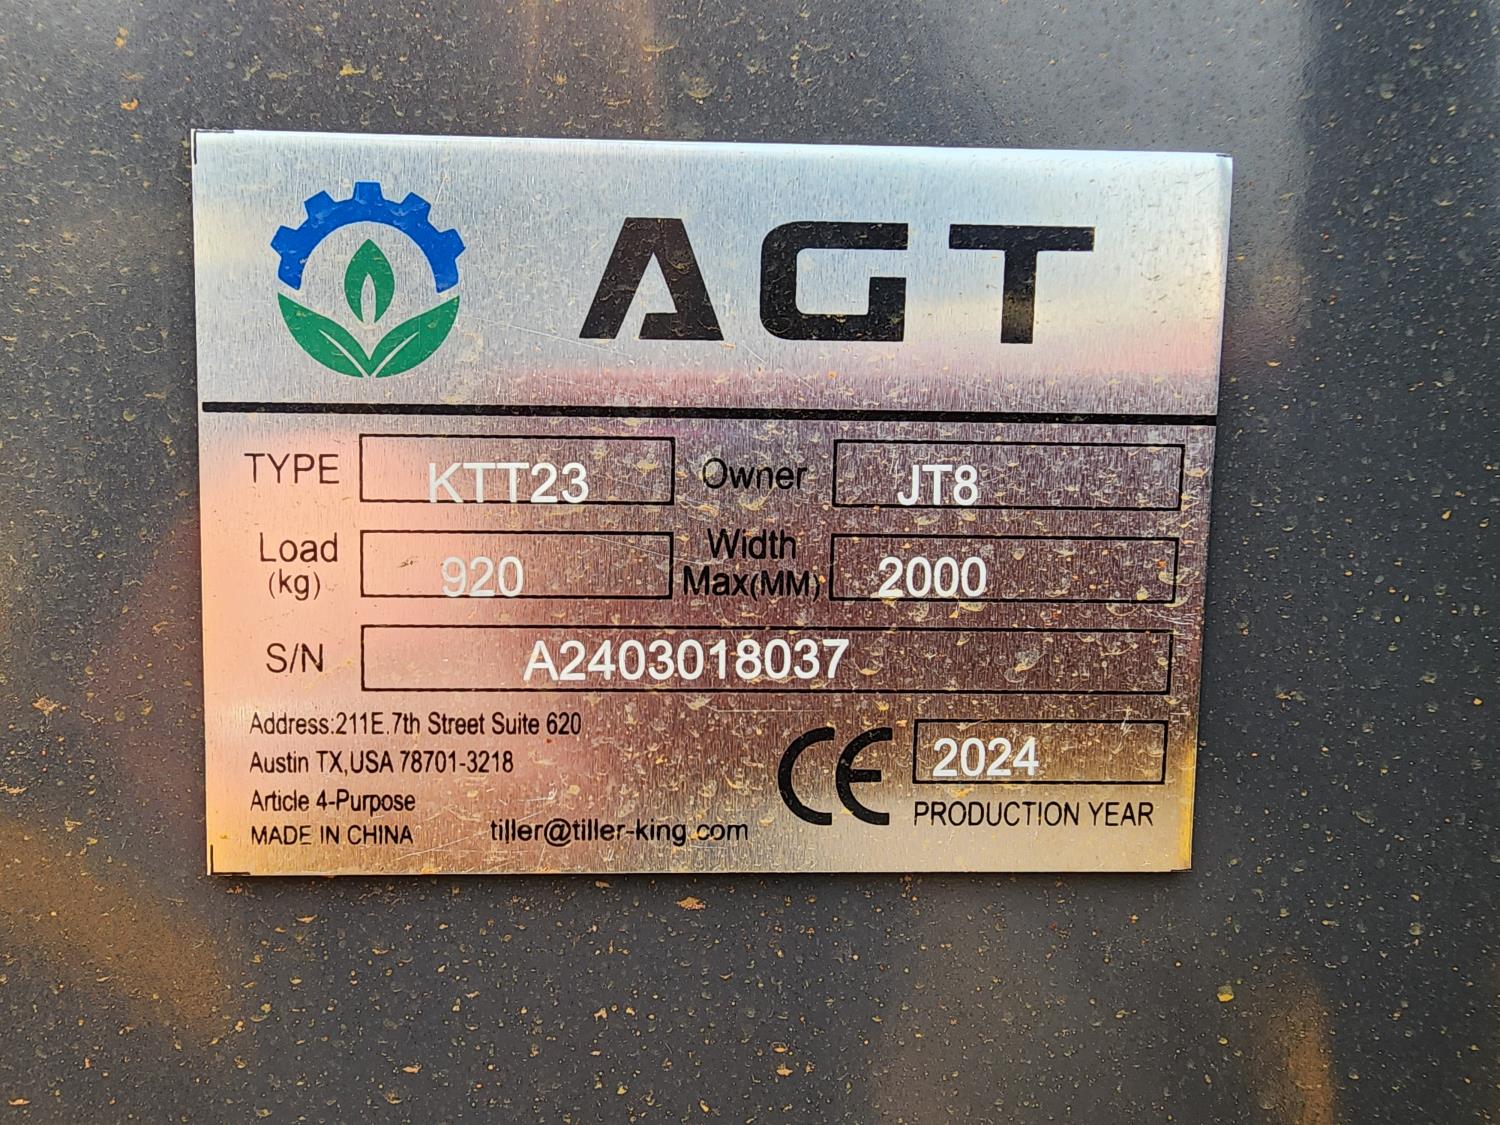 AGT
TYPE KTT23 Owner JT8
Load (kg) 920 Width Max(MM) 2000
S/N A2403018037
Address:211E.7th Street Suite 620
Austin TX,USA 78701-3218
Article 4-Purpose
MADE IN CHINA tiller@tiller-king.com
CE 2024
PRODUCTION YEAR